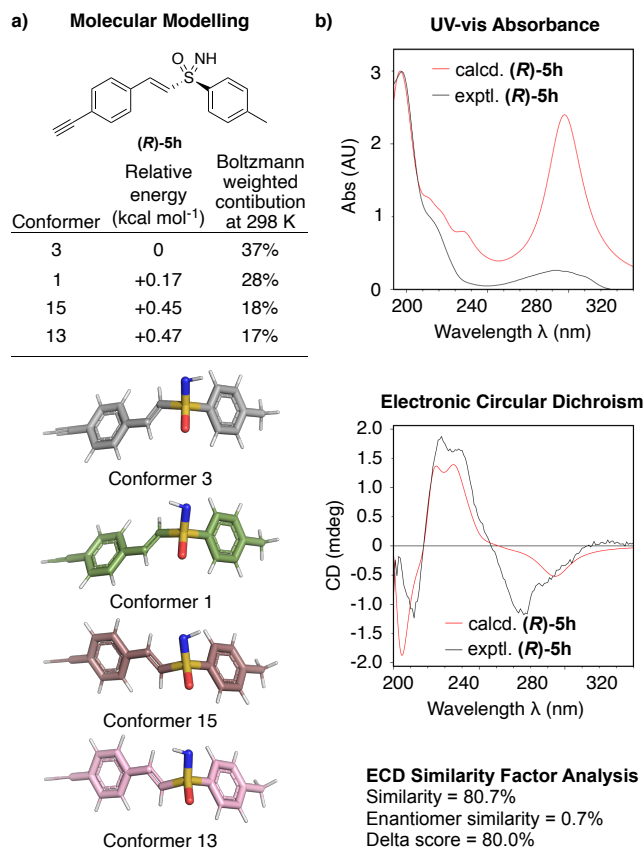 a) Molecular Modelling
O
NH
S
(R)-5h
Conformer
Relative
energy
(kcal mol-1)
Boltzmann
weighted
contibution
at 298 K
3 0 37%
1 +0.17 28%
15 +0.45 18%
13 +0.47 17%
Conformer 3
Conformer 1
Conformer 15
Conformer 13
b) UV-vis Absorbance
calcd. (R)-5h
exptl. (R)-5h
Abs (AU)
3
2
1
0
200 240 280 320
Wavelength λ (nm)
Electronic Circular Dichroism
CD (mdeg)
2.0
1.5
1.0
0.5
0
-0.5
-1.0
-1.5
-2.0
calcd. (R)-5h
exptl. (R)-5h
200 240 280 320
Wavelength λ (nm)
ECD Similarity Factor Analysis
Similarity = 80.7%
Enantiomer similarity = 0.7%
Delta score = 80.0%